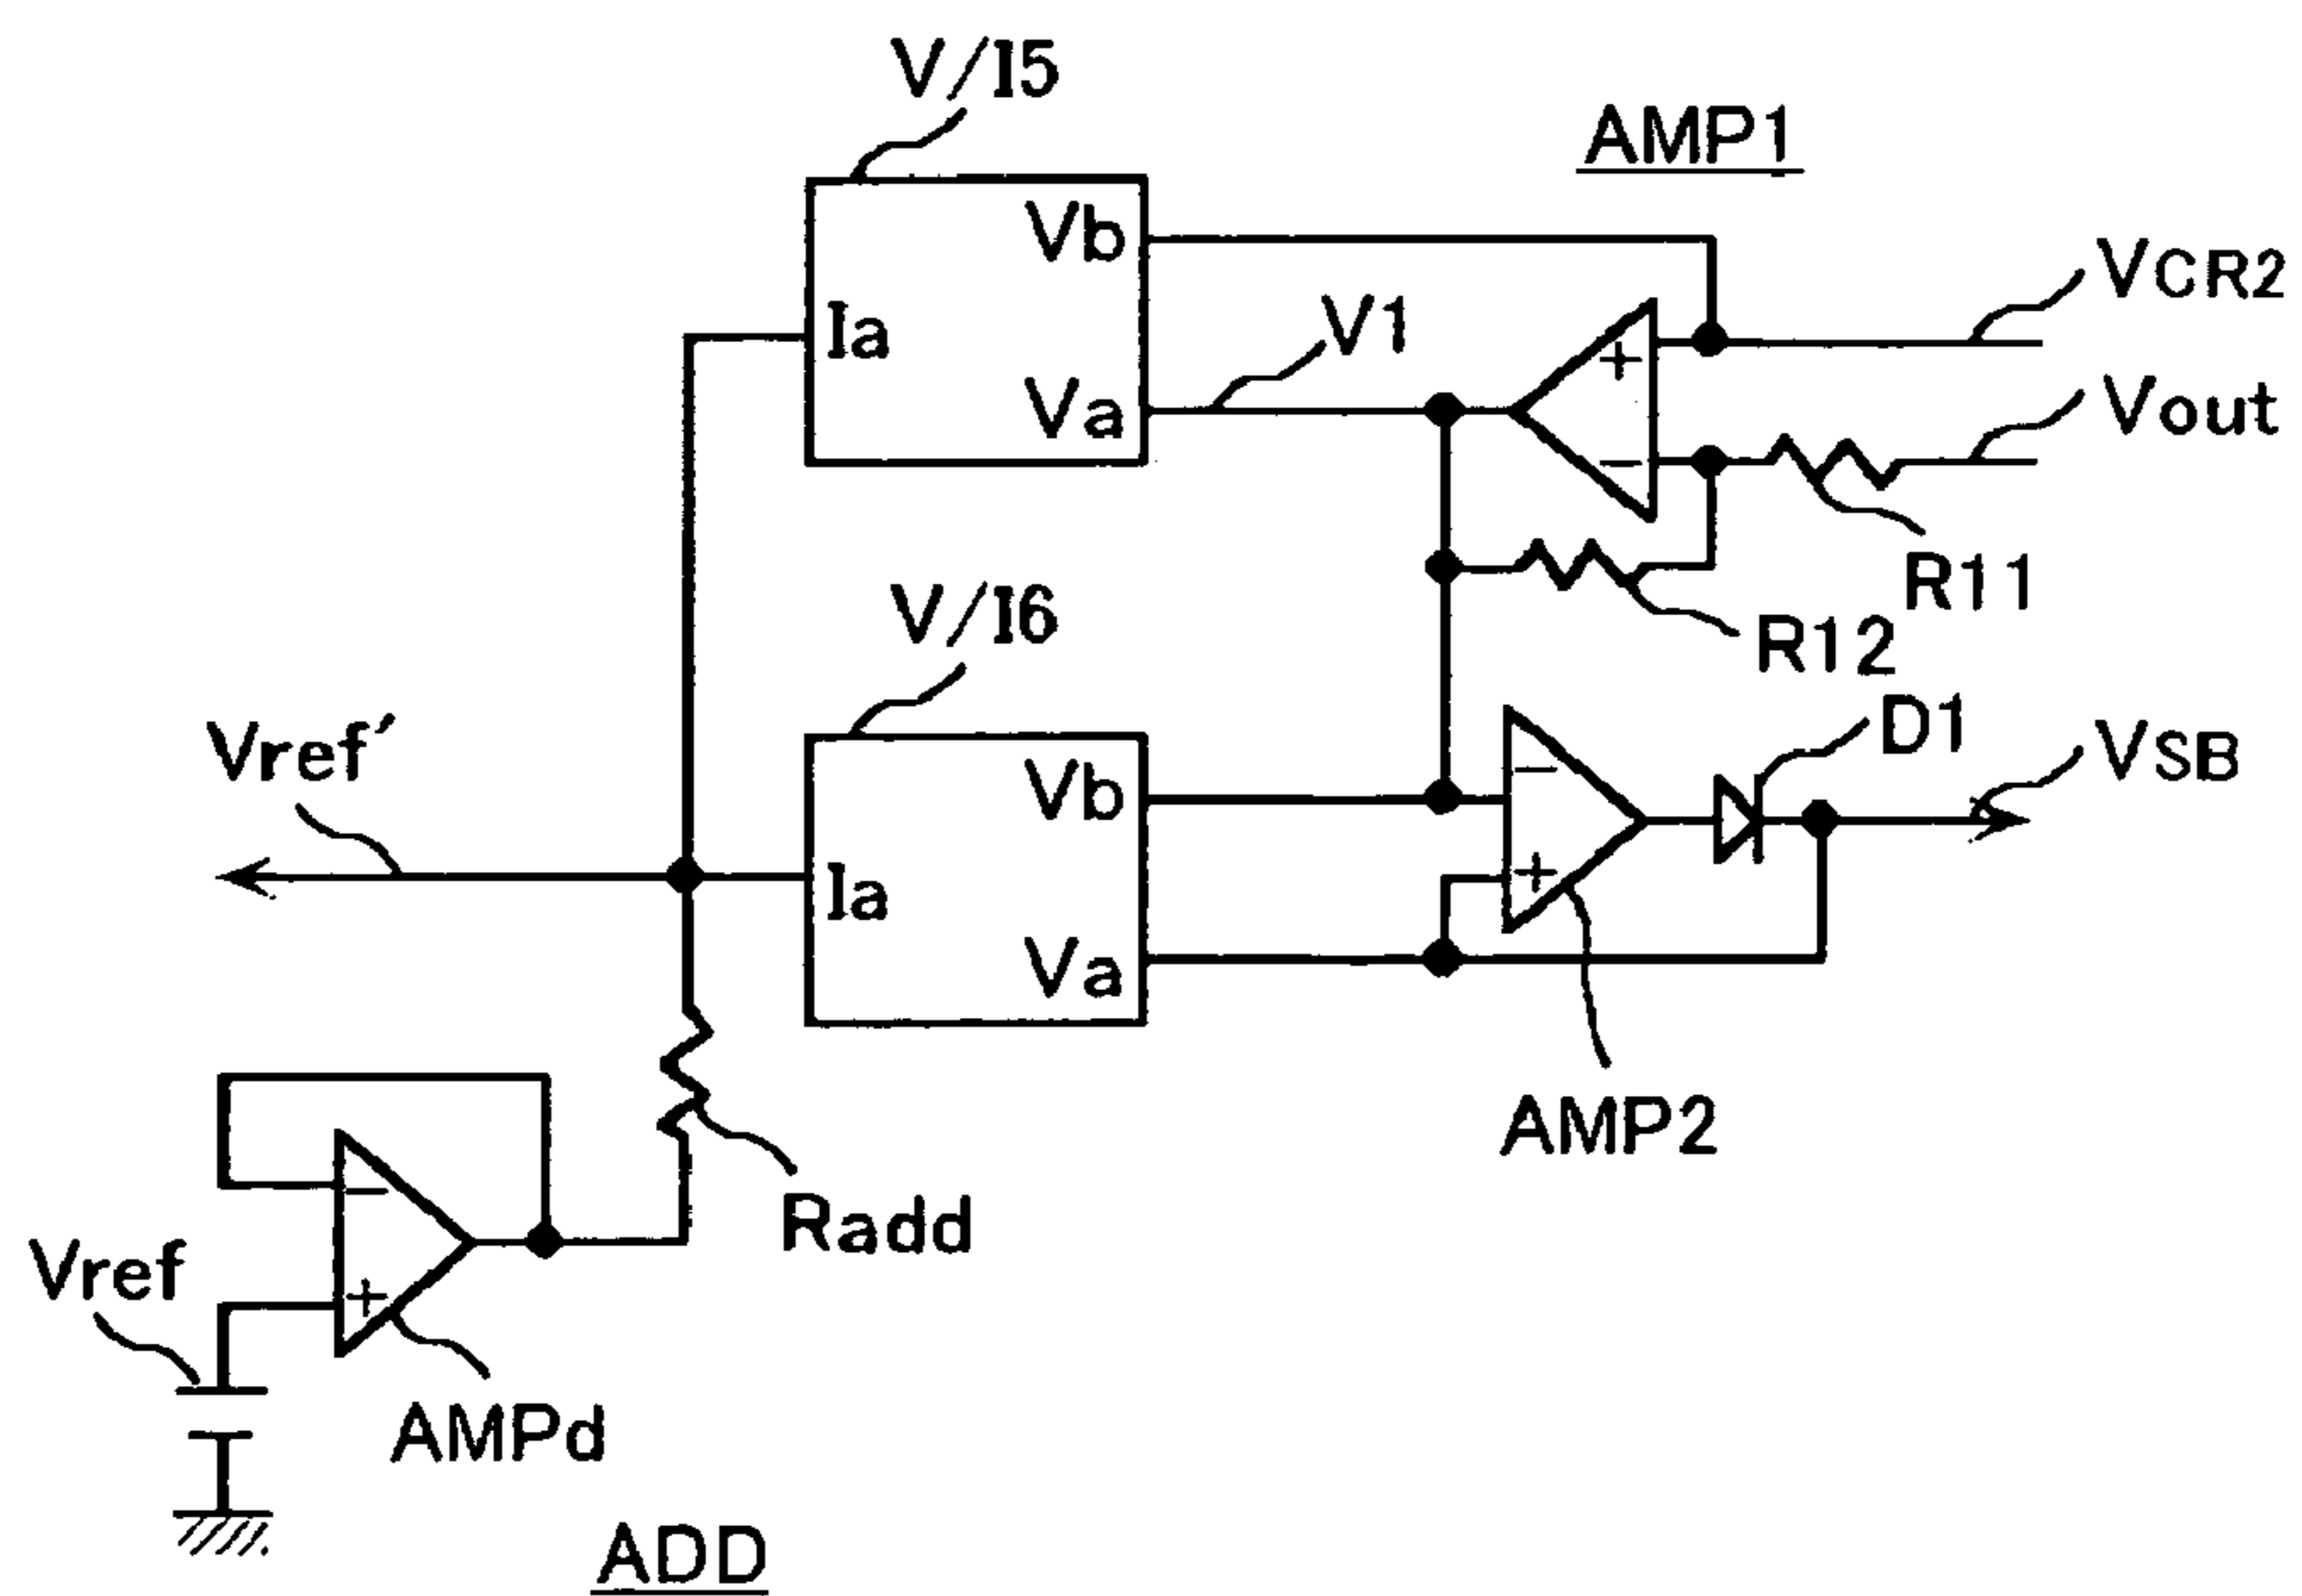 V/I5
AMP1
Vb
VCR2
Ia
V1
Va
Vout
+
−
R11
V/I6
R12
D1
Vref′
Vb
−
VSB
Ia
+
Va
AMP2
−
Radd
Vref
+
AMPd
ADD